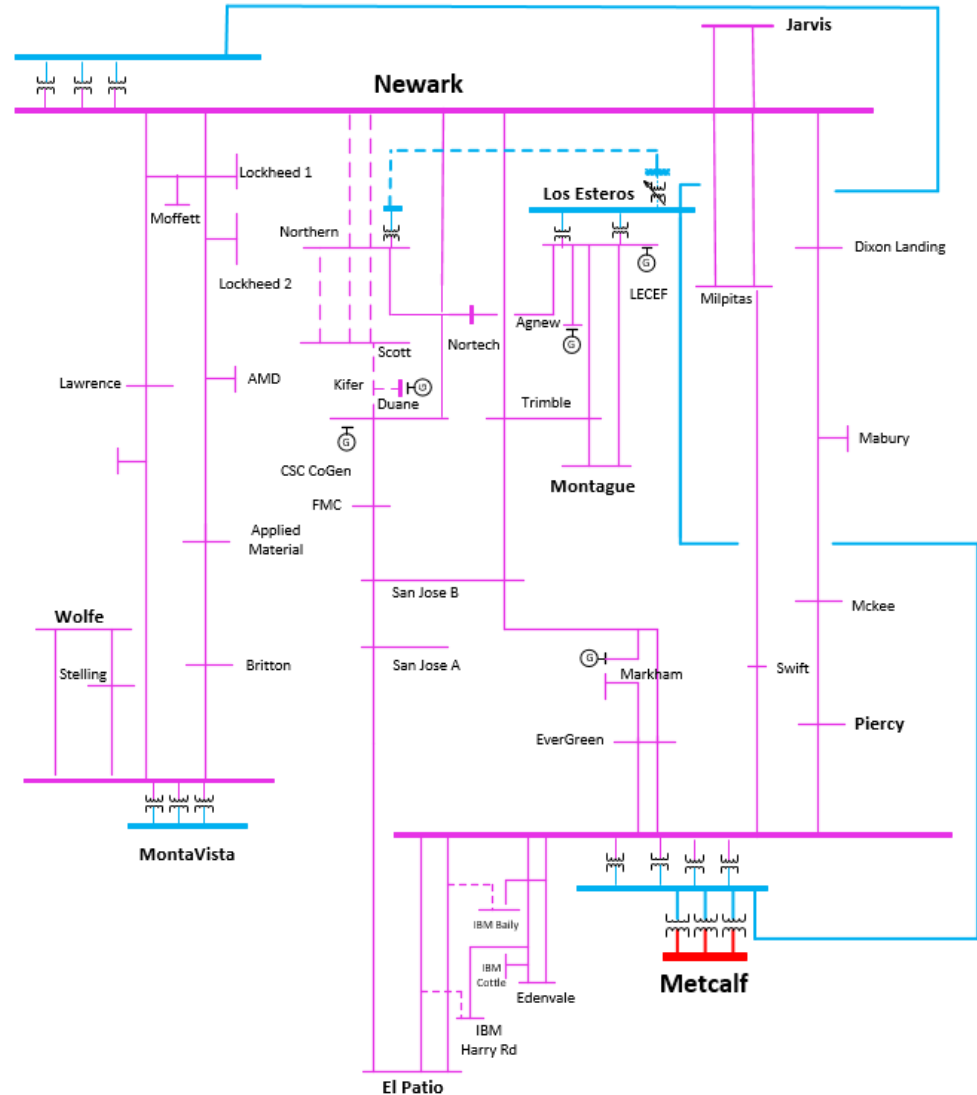 Jarvis
Newark
Lockheed 1
Moffett
Los Esteros
Northern
Dixon Landing
Lockheed 2
LECEF
Milpitas
Agnew
Nortech
G
G
Scott
Lawrence
AMD
Kifer
G
Duane
Trimble
G
Mabury
CSC CoGen
Montague
FMC
Applied
Material
San Jose B
Mckee
Wolfe
Stelling
Britton
San Jose A
G
Markham
Swift
Piercy
EverGreen
MontaVista
IBM Baily
IBM
Cottle
Edenvale
Metcalf
IBM
Harry Rd
El Patio